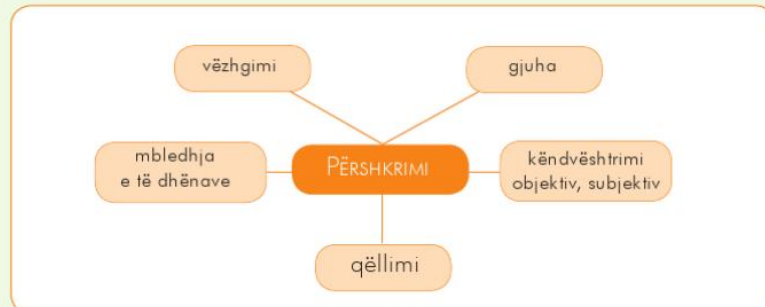 vëzhgimi
gjuha
mbledhja
e të dhënave
PËRSHKRIMI
këndvështrimi
objektiv, subjektiv
qëllimi